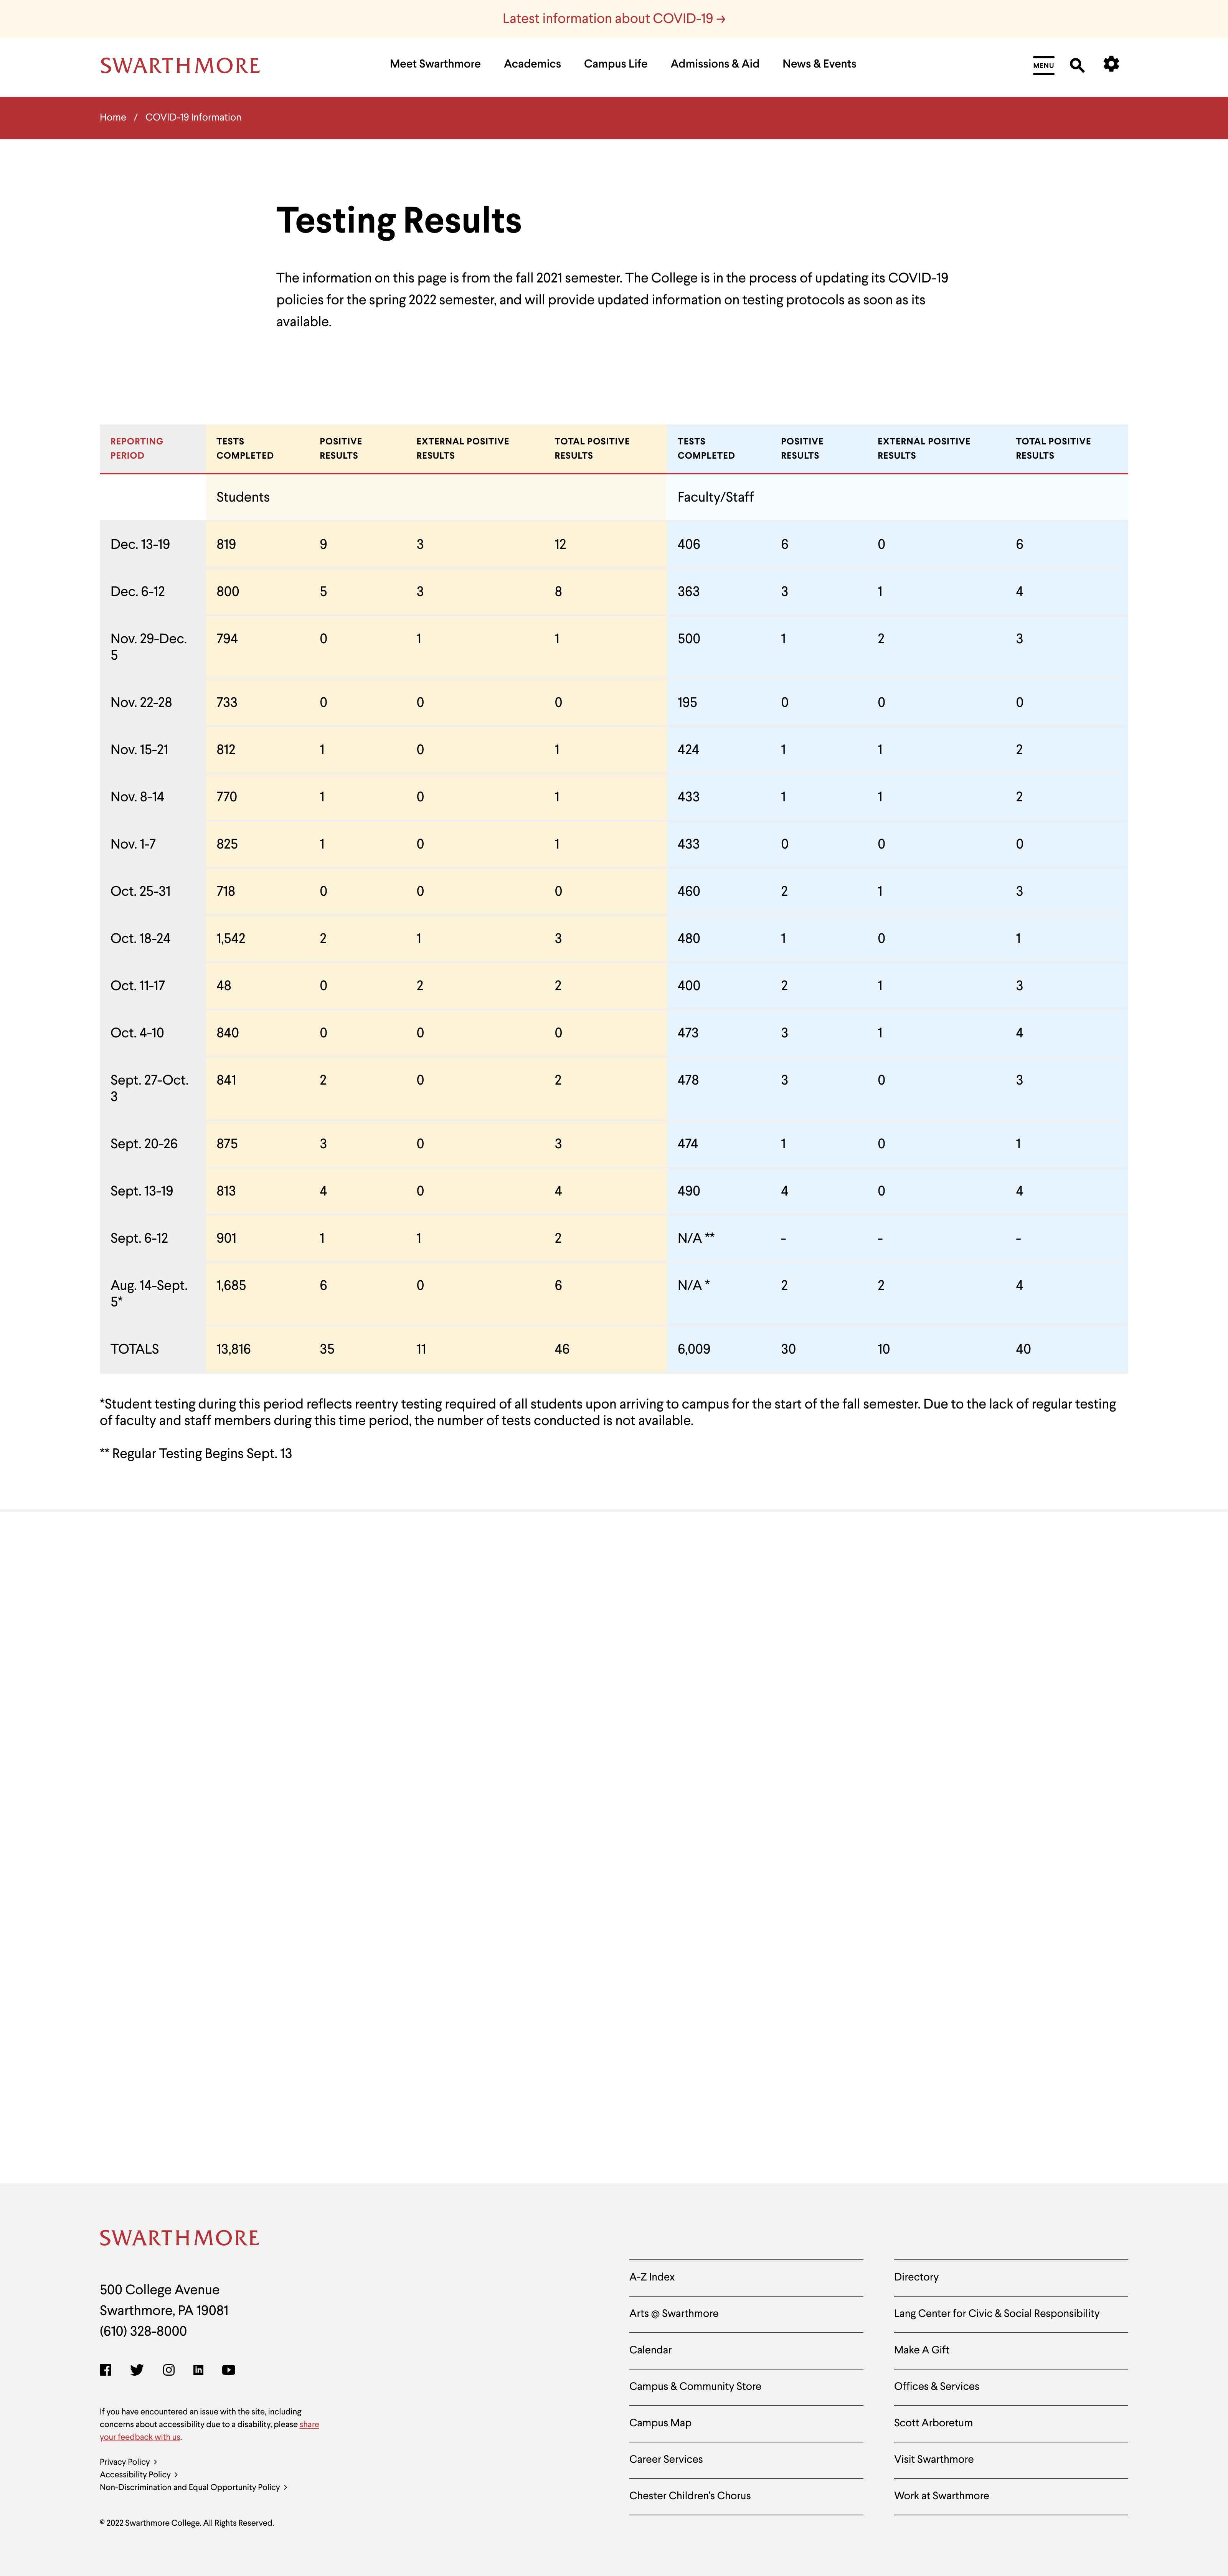 Latest information about COVID-19 →
SWARTHMORE
Meet Swarthmore Academics Campus Life Admissions & Aid News & Events
MENU
Home / COVID-19 Information
Testing Results
The information on this page is from the fall 2021 semester. The College is in the process of updating its COVID-19
policies for the spring 2022 semester, and will provide updated information on testing protocols as soon as its
available.
REPORTING PERIOD TESTS COMPLETED POSITIVE RESULTS EXTERNAL POSITIVE RESULTS TOTAL POSITIVE RESULTS TESTS COMPLETED POSITIVE RESULTS EXTERNAL POSITIVE RESULTS TOTAL POSITIVE RESULTS
Students Faculty/Staff
Dec. 13-19 819 9 3 12 406 6 0 6
Dec. 6-12 800 5 3 8 363 3 1 4
Nov. 29-Dec. 5 794 0 1 1 500 1 2 3
Nov. 22-28 733 0 0 0 195 0 0 0
Nov. 15-21 812 1 0 1 424 1 1 2
Nov. 8-14 770 1 0 1 433 1 1 2
Nov. 1-7 825 1 0 1 433 0 0 0
Oct. 25-31 718 0 0 0 460 2 1 3
Oct. 18-24 1,542 2 1 3 480 1 0 1
Oct. 11-17 48 0 2 2 400 2 1 3
Oct. 4-10 840 0 0 0 473 3 1 4
Sept. 27-Oct. 3 841 2 0 2 478 3 0 3
Sept. 20-26 875 3 0 3 474 1 0 1
Sept. 13-19 813 4 0 4 490 4 0 4
Sept. 6-12 901 1 1 2 N/A ** - - -
Aug. 14-Sept. 5* 1,685 6 0 6 N/A * 2 2 4
TOTALS 13,816 35 11 46 6,009 30 10 40
*Student testing during this period reflects reentry testing required of all students upon arriving to campus for the start of the fall semester. Due to the lack of regular testing
of faculty and staff members during this time period, the number of tests conducted is not available.
** Regular Testing Begins Sept. 13
SWARTHMORE
500 College Avenue
Swarthmore, PA 19081
(610) 328-8000
If you have encountered an issue with the site, including
concerns about accessibility due to a disability, please share
your feedback with us.
Privacy Policy >
Accessibility Policy >
Non-Discrimination and Equal Opportunity Policy >
© 2022 Swarthmore College. All Rights Reserved.
A-Z Index
Arts @ Swarthmore
Calendar
Campus & Community Store
Campus Map
Career Services
Chester Children's Chorus
Directory
Lang Center for Civic & Social Responsibility
Make A Gift
Offices & Services
Scott Arboretum
Visit Swarthmore
Work at Swarthmore